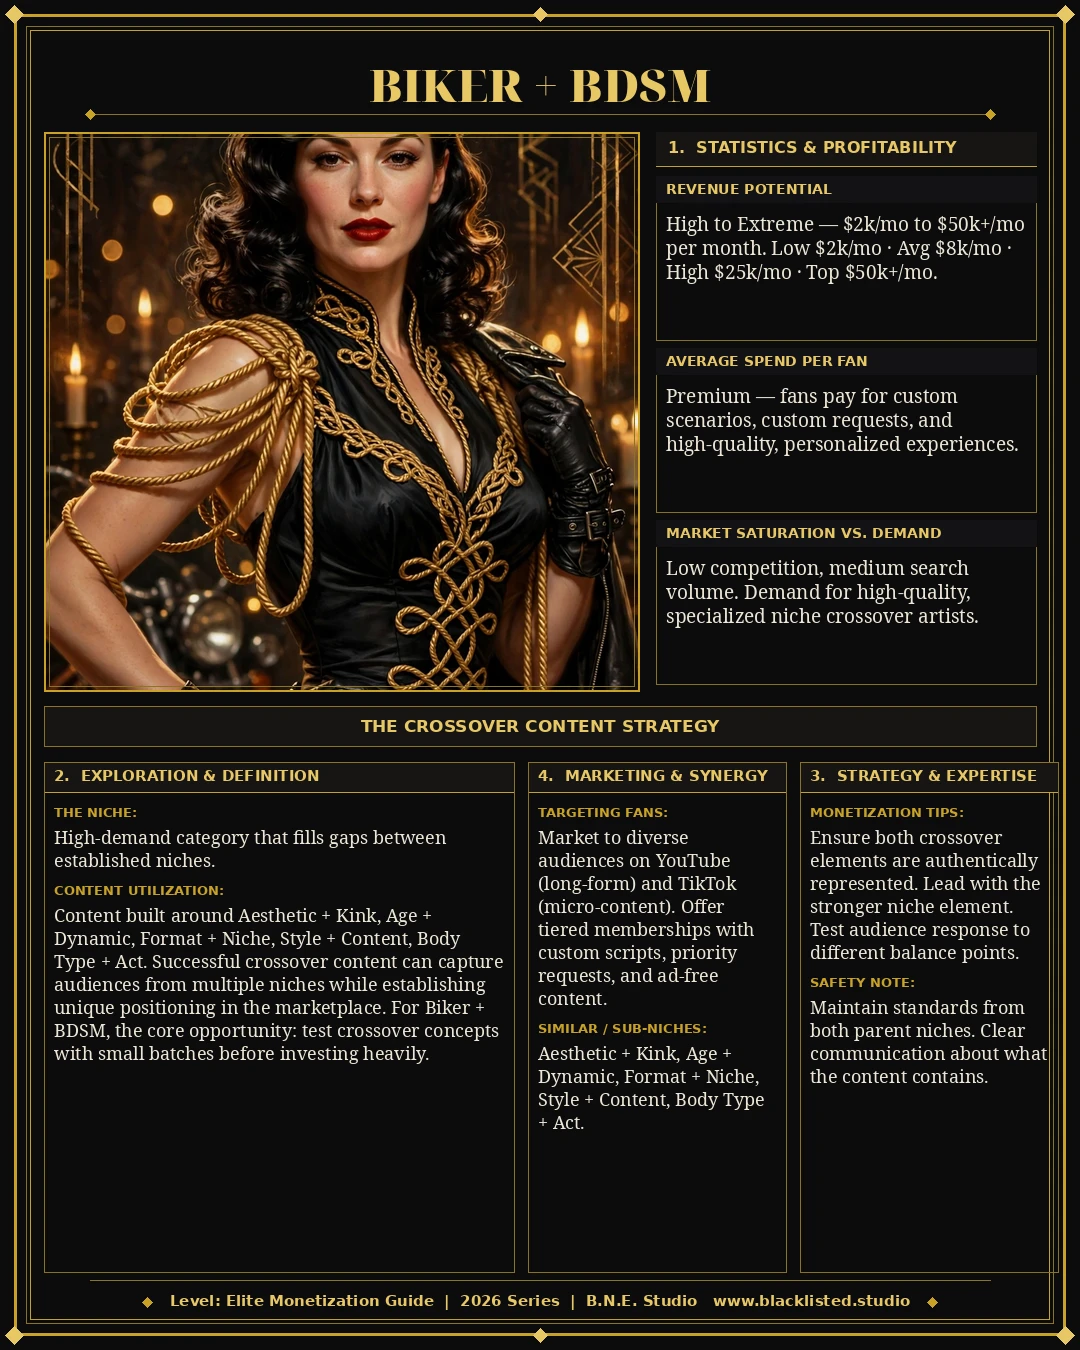 BIKER + BDSM
1. STATISTICS & PROFITABILITY
REVENUE POTENTIAL
High to Extreme — $2k/mo to $50k+/mo
per month. Low $2k/mo · Avg $8k/mo ·
High $25k/mo · Top $50k+/mo.
AVERAGE SPEND PER FAN
Premium — fans pay for custom
scenarios, custom requests, and
high-quality, personalized experiences.
MARKET SATURATION VS. DEMAND
Low competition, medium search
volume. Demand for high-quality,
specialized niche crossover artists.
THE CROSSOVER CONTENT STRATEGY
2. EXPLORATION & DEFINITION
THE NICHE:
High-demand category that fills gaps between
established niches.
CONTENT UTILIZATION:
Content built around Aesthetic + Kink, Age +
Dynamic, Format + Niche, Style + Content, Body
Type + Act. Successful crossover content can capture
audiences from multiple niches while establishing
unique positioning in the marketplace. For Biker +
BDSM, the core opportunity: test crossover concepts
with small batches before investing heavily.
4. MARKETING & SYNERGY
TARGETING FANS:
Market to diverse
audiences on YouTube
(long-form) and TikTok
(micro-content). Offer
tiered memberships with
custom scripts, priority
requests, and ad-free
content.
SIMILAR / SUB-NICHES:
Aesthetic + Kink, Age +
Dynamic, Format + Niche,
Style + Content, Body Type
+ Act.
3. STRATEGY & EXPERTISE
MONETIZATION TIPS:
Ensure both crossover
elements are authentically
represented. Lead with the
stronger niche element.
Test audience response to
different balance points.
SAFETY NOTE:
Maintain standards from
both parent niches. Clear
communication about what
the content contains.
Level: Elite Monetization Guide | 2026 Series | B.N.E. Studio www.blacklisted.studio